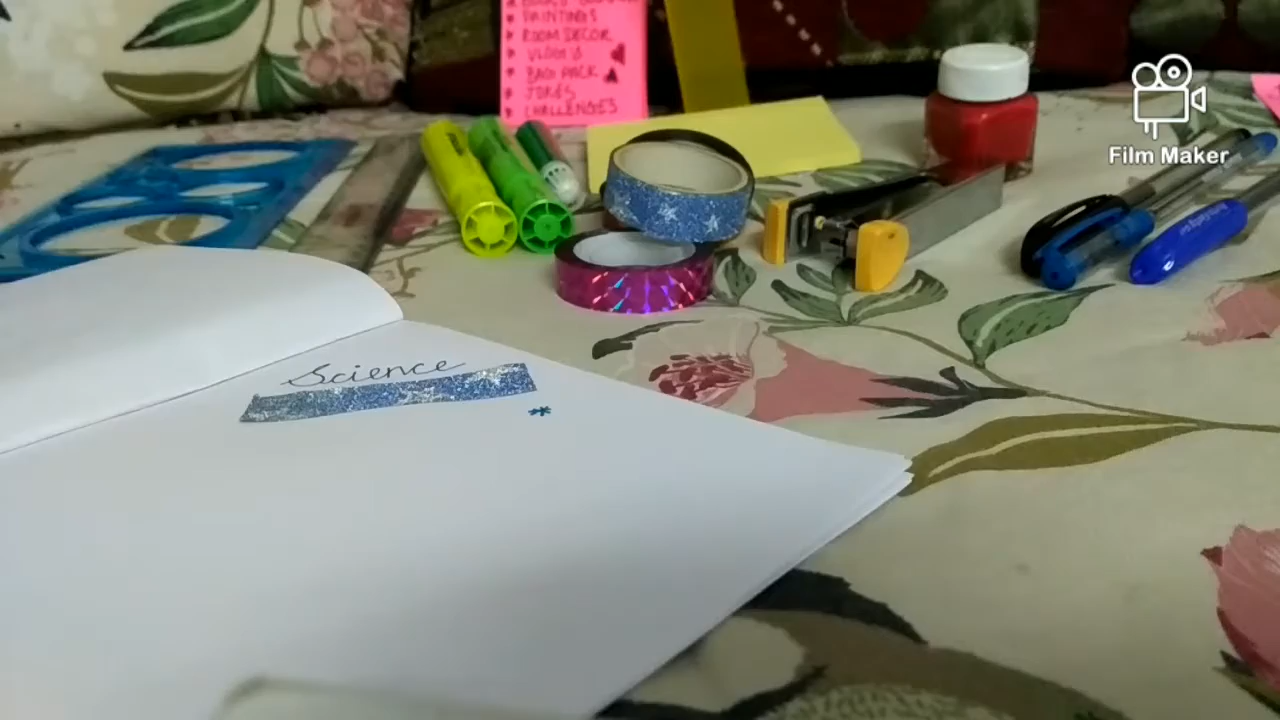 PAINTINGS
ROOM DECOR
VLOGS
BAG PACK
JOKES
CHALLENGES
Film Maker
Science
*